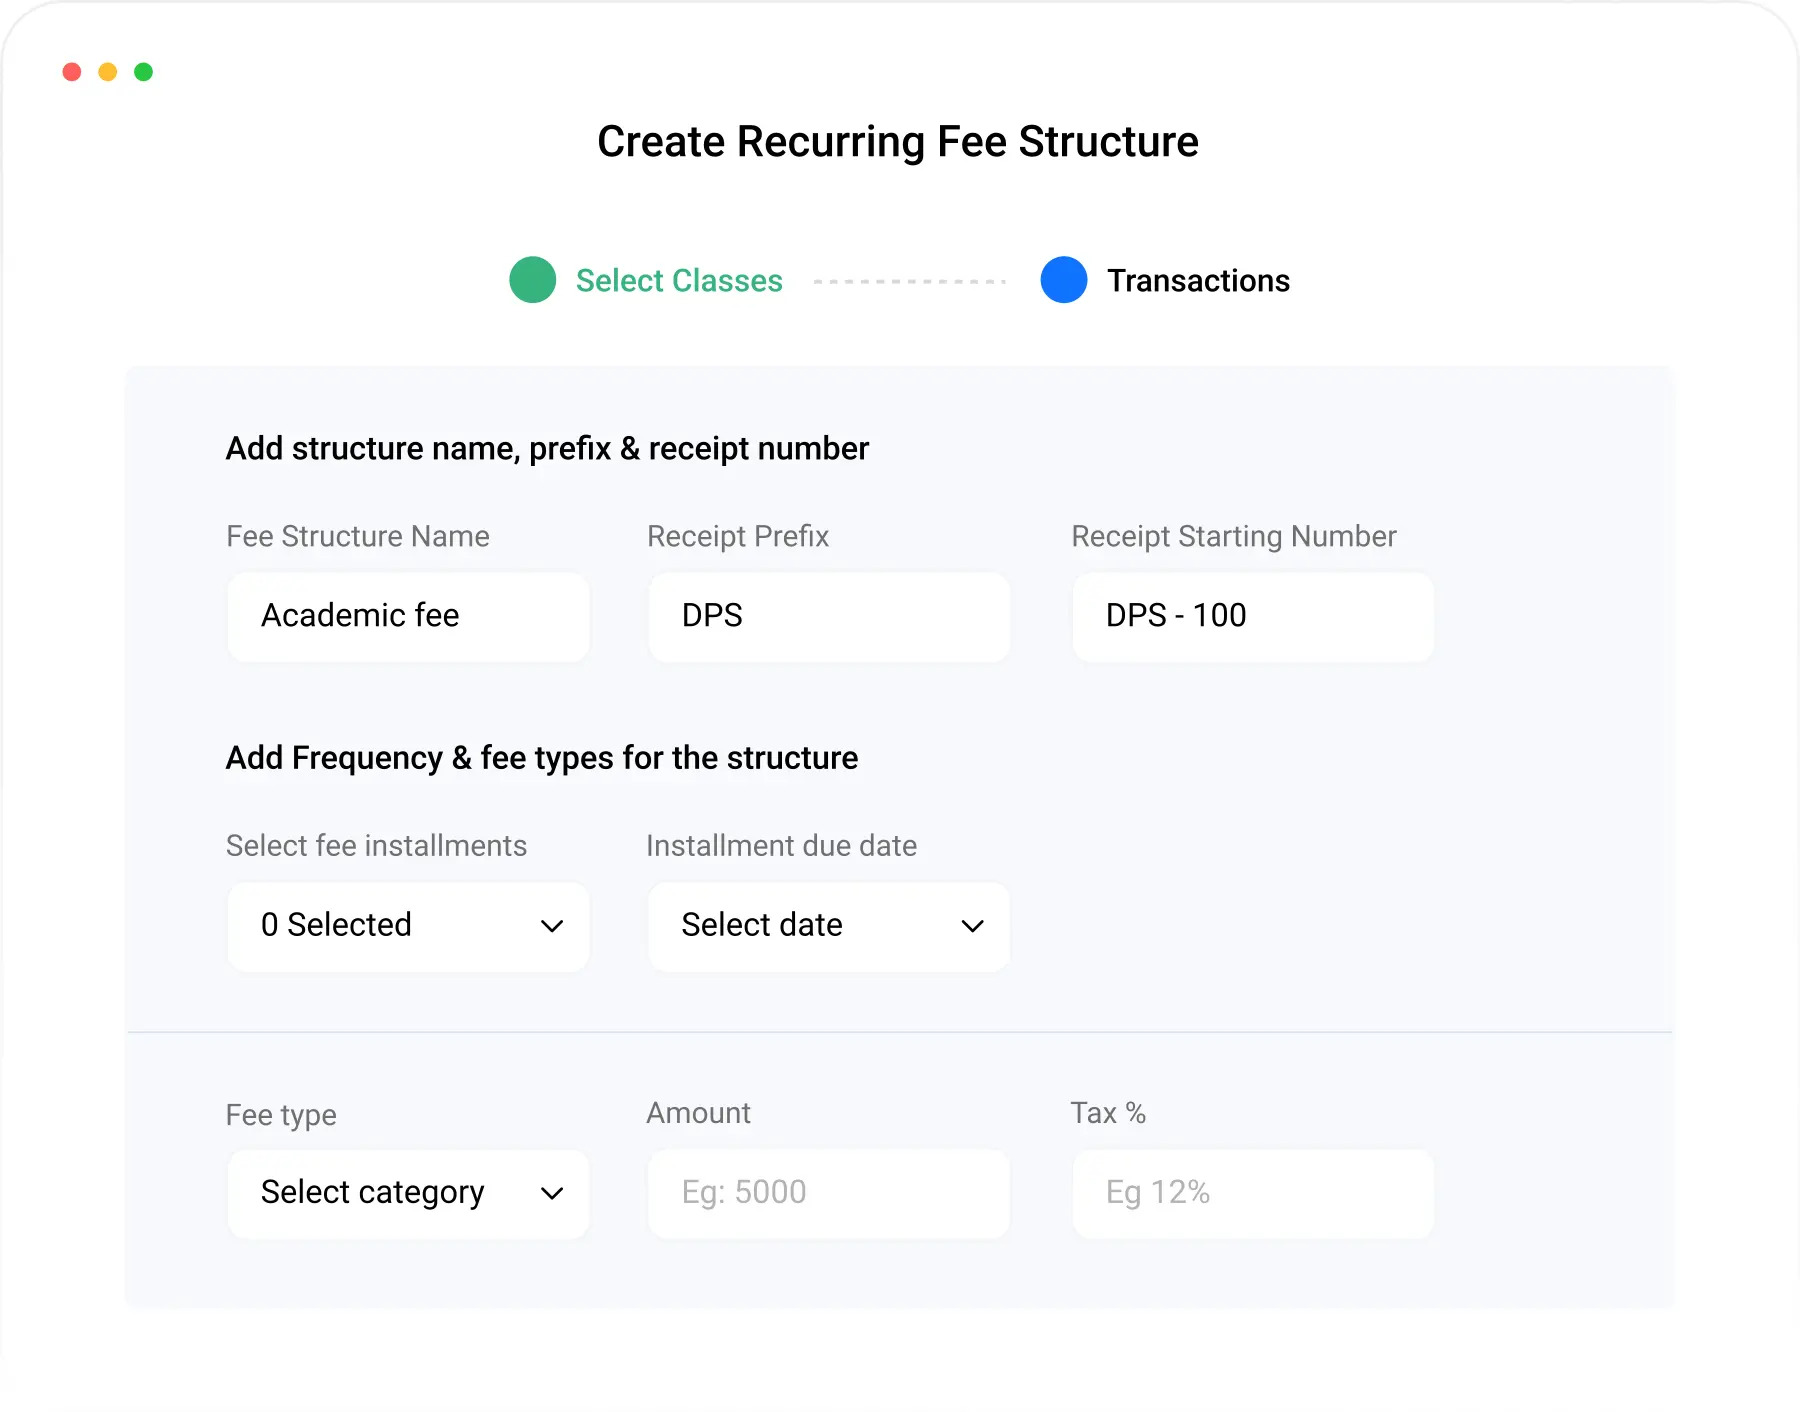 Create Recurring Fee Structure
Select Classes
Transactions
Add structure name, prefix & receipt number
Fee Structure Name
Receipt Prefix
Receipt Starting Number
Academic fee
DPS
DPS - 100
Add Frequency & fee types for the structure
Select fee installments
Installment due date
0 Selected
Select date
Fee type
Amount
Tax %
Select category
Eg: 5000
Eg 12%